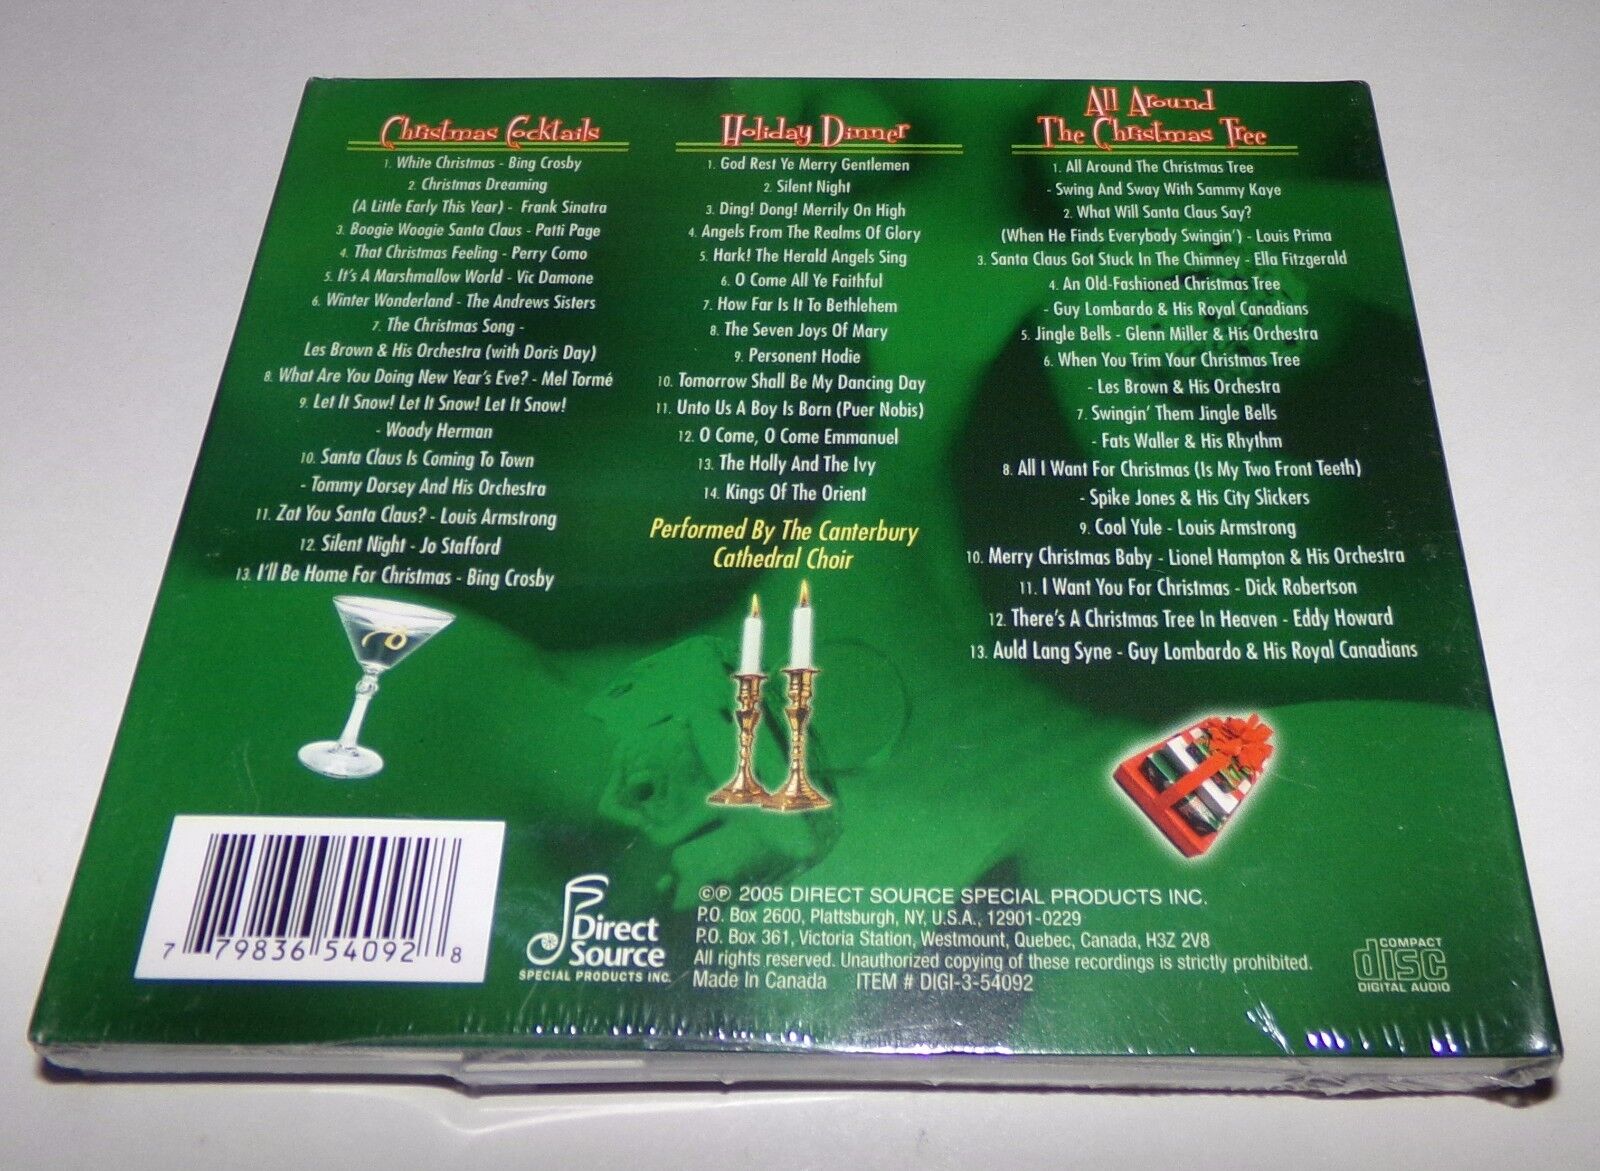 Christmas Cocktails
1. White Christmas - Bing Crosby
2. Christmas Dreaming
(A Little Early This Year) - Frank Sinatra
3. Boogie Woogie Santa Claus - Patti Page
4. That Christmas Feeling - Perry Como
5. It's A Marshmallow World - Vic Damone
6. Winter Wonderland - The Andrews Sisters
7. The Christmas Song -
Les Brown & His Orchestra (with Doris Day)
8. What Are You Doing New Year's Eve? - Mel Tormé
9. Let It Snow! Let It Snow! Let It Snow!
- Woody Herman
10. Santa Claus Is Coming To Town
- Tommy Dorsey And His Orchestra
11. Zat You Santa Claus? - Louis Armstrong
12. Silent Night - Jo Stafford
13. I'll Be Home For Christmas - Bing Crosby
Holiday Dinner
1. God Rest Ye Merry Gentlemen
2. Silent Night
3. Ding! Dong! Merrily On High
4. Angels From The Realms Of Glory
5. Hark! The Herald Angels Sing
6. O Come All Ye Faithful
7. How Far Is It To Bethlehem
8. The Seven Joys Of Mary
9. Personent Hodie
10. Tomorrow Shall Be My Dancing Day
11. Unto Us A Boy Is Born (Puer Nobis)
12. O Come, O Come Emmanuel
13. The Holly And The Ivy
14. Kings Of The Orient
Performed By The Canterbury
Cathedral Choir
All Around
The Christmas Tree
1. All Around The Christmas Tree
- Swing And Sway With Sammy Kaye
2. What Will Santa Claus Say?
(When He Finds Everybody Swingin') - Louis Prima
3. Santa Claus Got Stuck In The Chimney - Ella Fitzgerald
4. An Old-Fashioned Christmas Tree
- Guy Lombardo & His Royal Canadians
5. Jingle Bells - Glenn Miller & His Orchestra
6. When You Trim Your Christmas Tree
- Les Brown & His Orchestra
7. Swingin' Them Jingle Bells
- Fats Waller & His Rhythm
8. All I Want For Christmas (Is My Two Front Teeth)
- Spike Jones & His City Slickers
9. Cool Yule - Louis Armstrong
10. Merry Christmas Baby - Lionel Hampton & His Orchestra
11. I Want You For Christmas - Dick Robertson
12. There's A Christmas Tree In Heaven - Eddy Howard
13. Auld Lang Syne - Guy Lombardo & His Royal Canadians
7 79836 54092 8
Direct
Source
SPECIAL PRODUCTS INC.
©℗ 2005 DIRECT SOURCE SPECIAL PRODUCTS INC.
P.O. Box 2600, Plattsburgh, NY, U.S.A., 12901-0229
P.O. Box 361, Victoria Station, Westmount, Quebec, Canada, H3Z 2V8
All rights reserved. Unauthorized copying of these recordings is strictly prohibited.
Made In Canada ITEM # DIGI-3-54092
COMPACT
disc
DIGITAL AUDIO